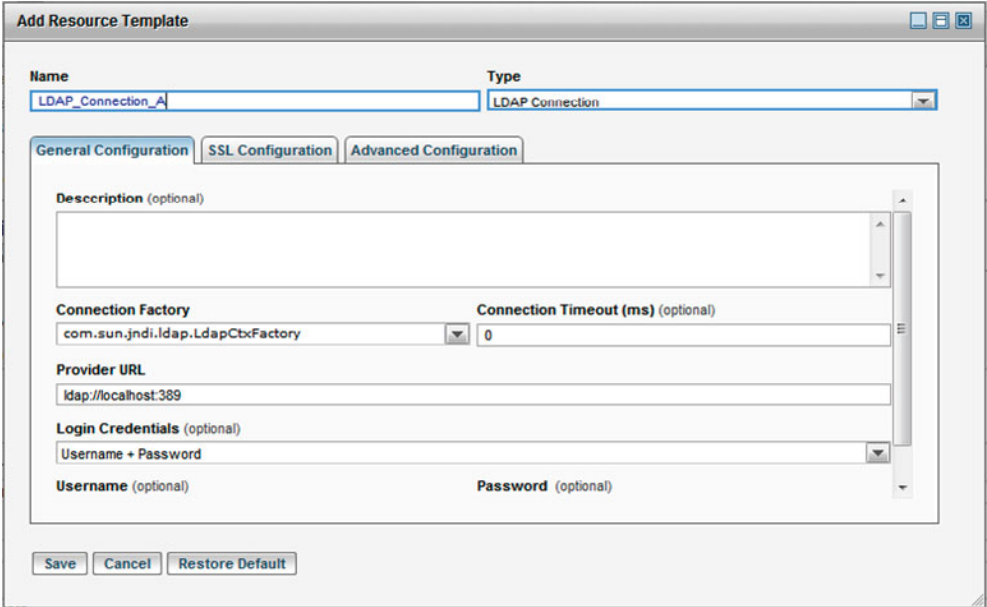 Add Resource Template
Name Type
LDAP_Connection_A LDAP Connection
General Configuration SSL Configuration Advanced Configuration
Desccription (optional)
Connection Factory Connection Timeout (ms) (optional)
com.sun.jndi.ldap.LdapCtxFactory 0
Provider URL
ldap://localhost:389
Login Credentials (optional)
Username + Password
Username (optional) Password (optional)
Save Cancel Restore Default